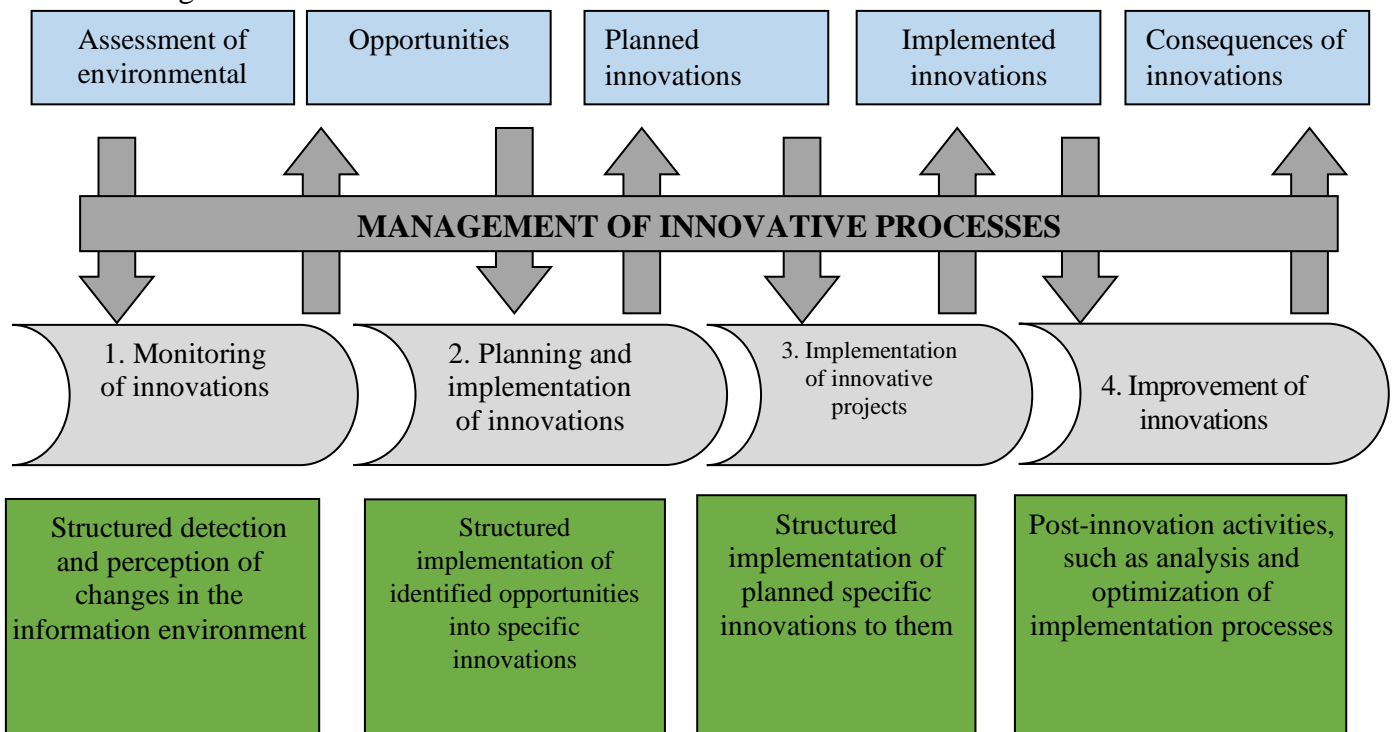 Assessment of
environmental
Opportunities
Planned
innovations
Implemented
innovations
Consequences of
innovations
MANAGEMENT OF INNOVATIVE PROCESSES
1. Monitoring
of innovations
2. Planning and
implementation
of innovations
3. Implementation
of innovative
projects
4. Improvement of
innovations
Structured detection
and perception of
changes in the
information environment
Structured
implementation of
identified opportunities
into specific
innovations
Structured
implementation of
planned specific
innovations to them
Post-innovation activities,
such as analysis and
optimization of
implementation processes